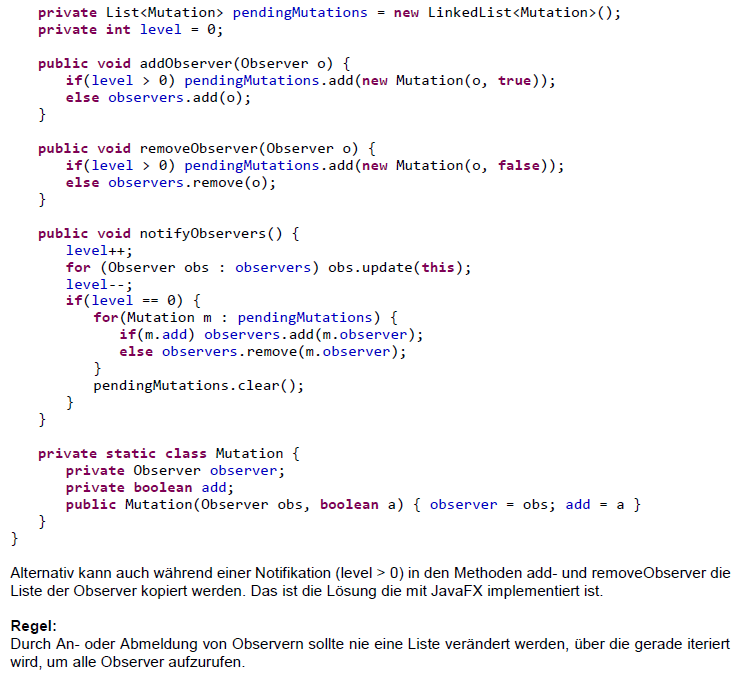 private List<Mutation> pendingMutations = new LinkedList<Mutation>();
private int level = 0;
public void addObserver(Observer o) {
if(level > 0) pendingMutations.add(new Mutation(o, true));
else observers.add(o);
}
public void removeObserver(Observer o) {
if(level > 0) pendingMutations.add(new Mutation(o, false));
else observers.remove(o);
}
public void notifyObservers() {
level++;
for (Observer obs : observers) obs.update(this);
level--;
if(level == 0) {
for(Mutation m : pendingMutations) {
if(m.add) observers.add(m.observer);
else observers.remove(m.observer);
}
pendingMutations.clear();
}
}
private static class Mutation {
private Observer observer;
private boolean add;
public Mutation(Observer obs, boolean a) { observer = obs; add = a }
}
}
Alternativ kann auch während einer Notifikation (level > 0) in den Methoden add- und removeObserver die
Liste der Observer kopiert werden. Das ist die Lösung die mit JavaFX implementiert ist.
Regel:
Durch An- oder Abmeldung von Observern sollte nie eine Liste verändert werden, über die gerade iteriert
wird, um alle Observer aufzurufen.